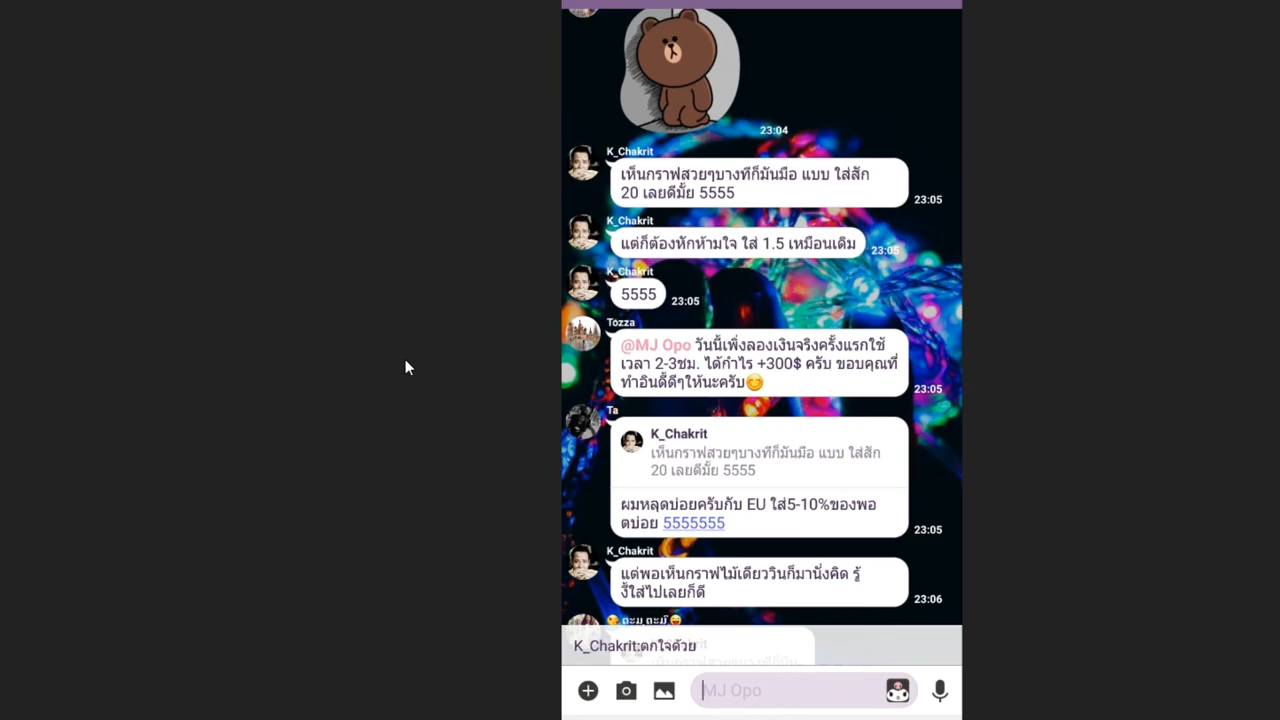 23:04
K_Chakrit
เห็นกราฟสวยๆบางทีก็มันมือ แบบ ใส่สัก
20 เลยดีมั้ย 5555
23:05
K_Chakrit
แต่ก็ต้องหักห้ามใจ ใส่ 1.5 เหมือนเดิม
23:05
K_Chakrit
5555
23:05
Tozza
@MJ Opo วันนี้เพิ่งลองเงินจริงครั้งแรกใช้
เวลา 2-3ชม. ได้กำไร +300$ ครับ ขอบคุณที่
ทำอินดี้ดีๆให้นะครับ😊
23:05
Ta
K_Chakrit
เห็นกราฟสวยๆบางทีก็มันมือ แบบ ใส่สัก
20 เลยดีมั้ย 5555
ผมหลุดบ่อยครับกับ EU ใส่5-10%ของพอ
ตบ่อย 5555555
23:05
K_Chakrit
แต่พอเห็นกราฟไม้เดียววินก็มานั่งคิด รู้
งี้ใส่ไปเลยก็ดี
23:06
K_Chakrit:ตกใจด้วย
MJ Opo